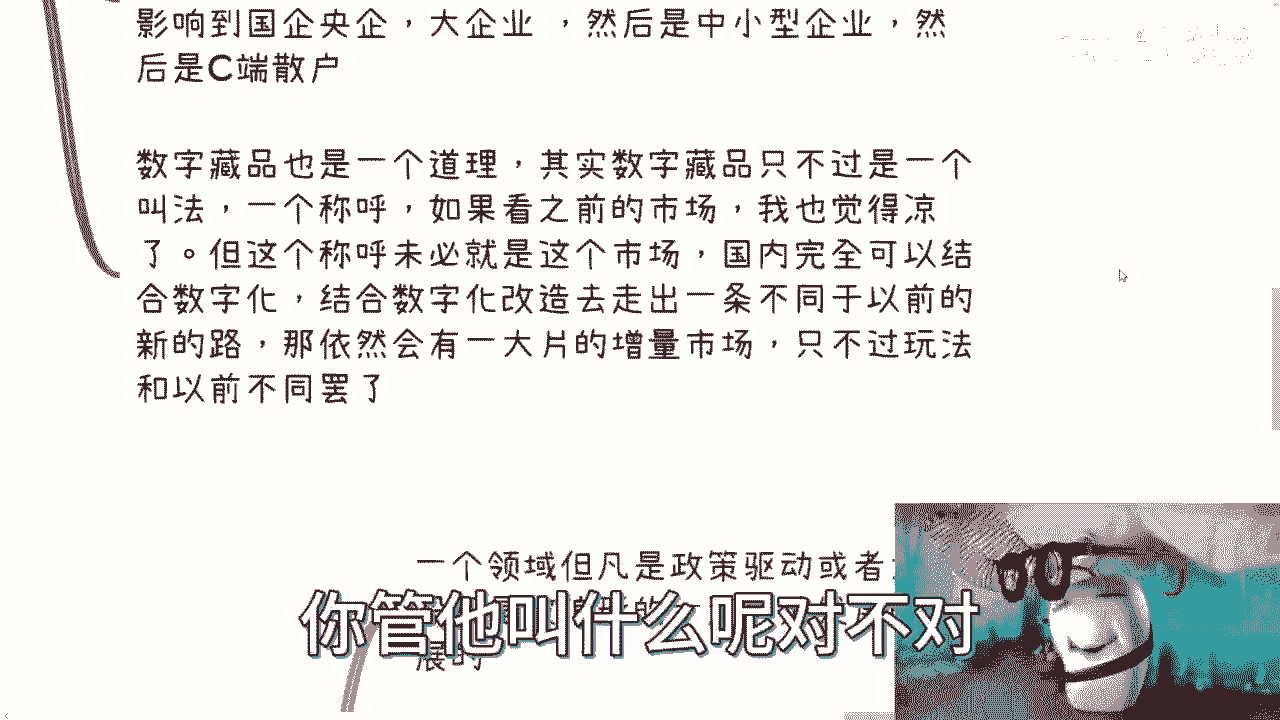 影响到国企央企，大企业 ，然后是中小型企业，然
后是C端散户
数字藏品也是一个道理，其实数字藏品只不过是一个
叫法，一个称呼，如果看之前的市场，我也觉得凉
了。但这个称呼未必就是这个市场，国内完全可以结
合数字化，结合数字化改造去走出一条不同于以前的
新的路，那依然会有一大片的增量市场，只不过玩法
和以前不同罢了
一个领域但凡是政策驱动或者
你管他叫什么呢对不对
展的